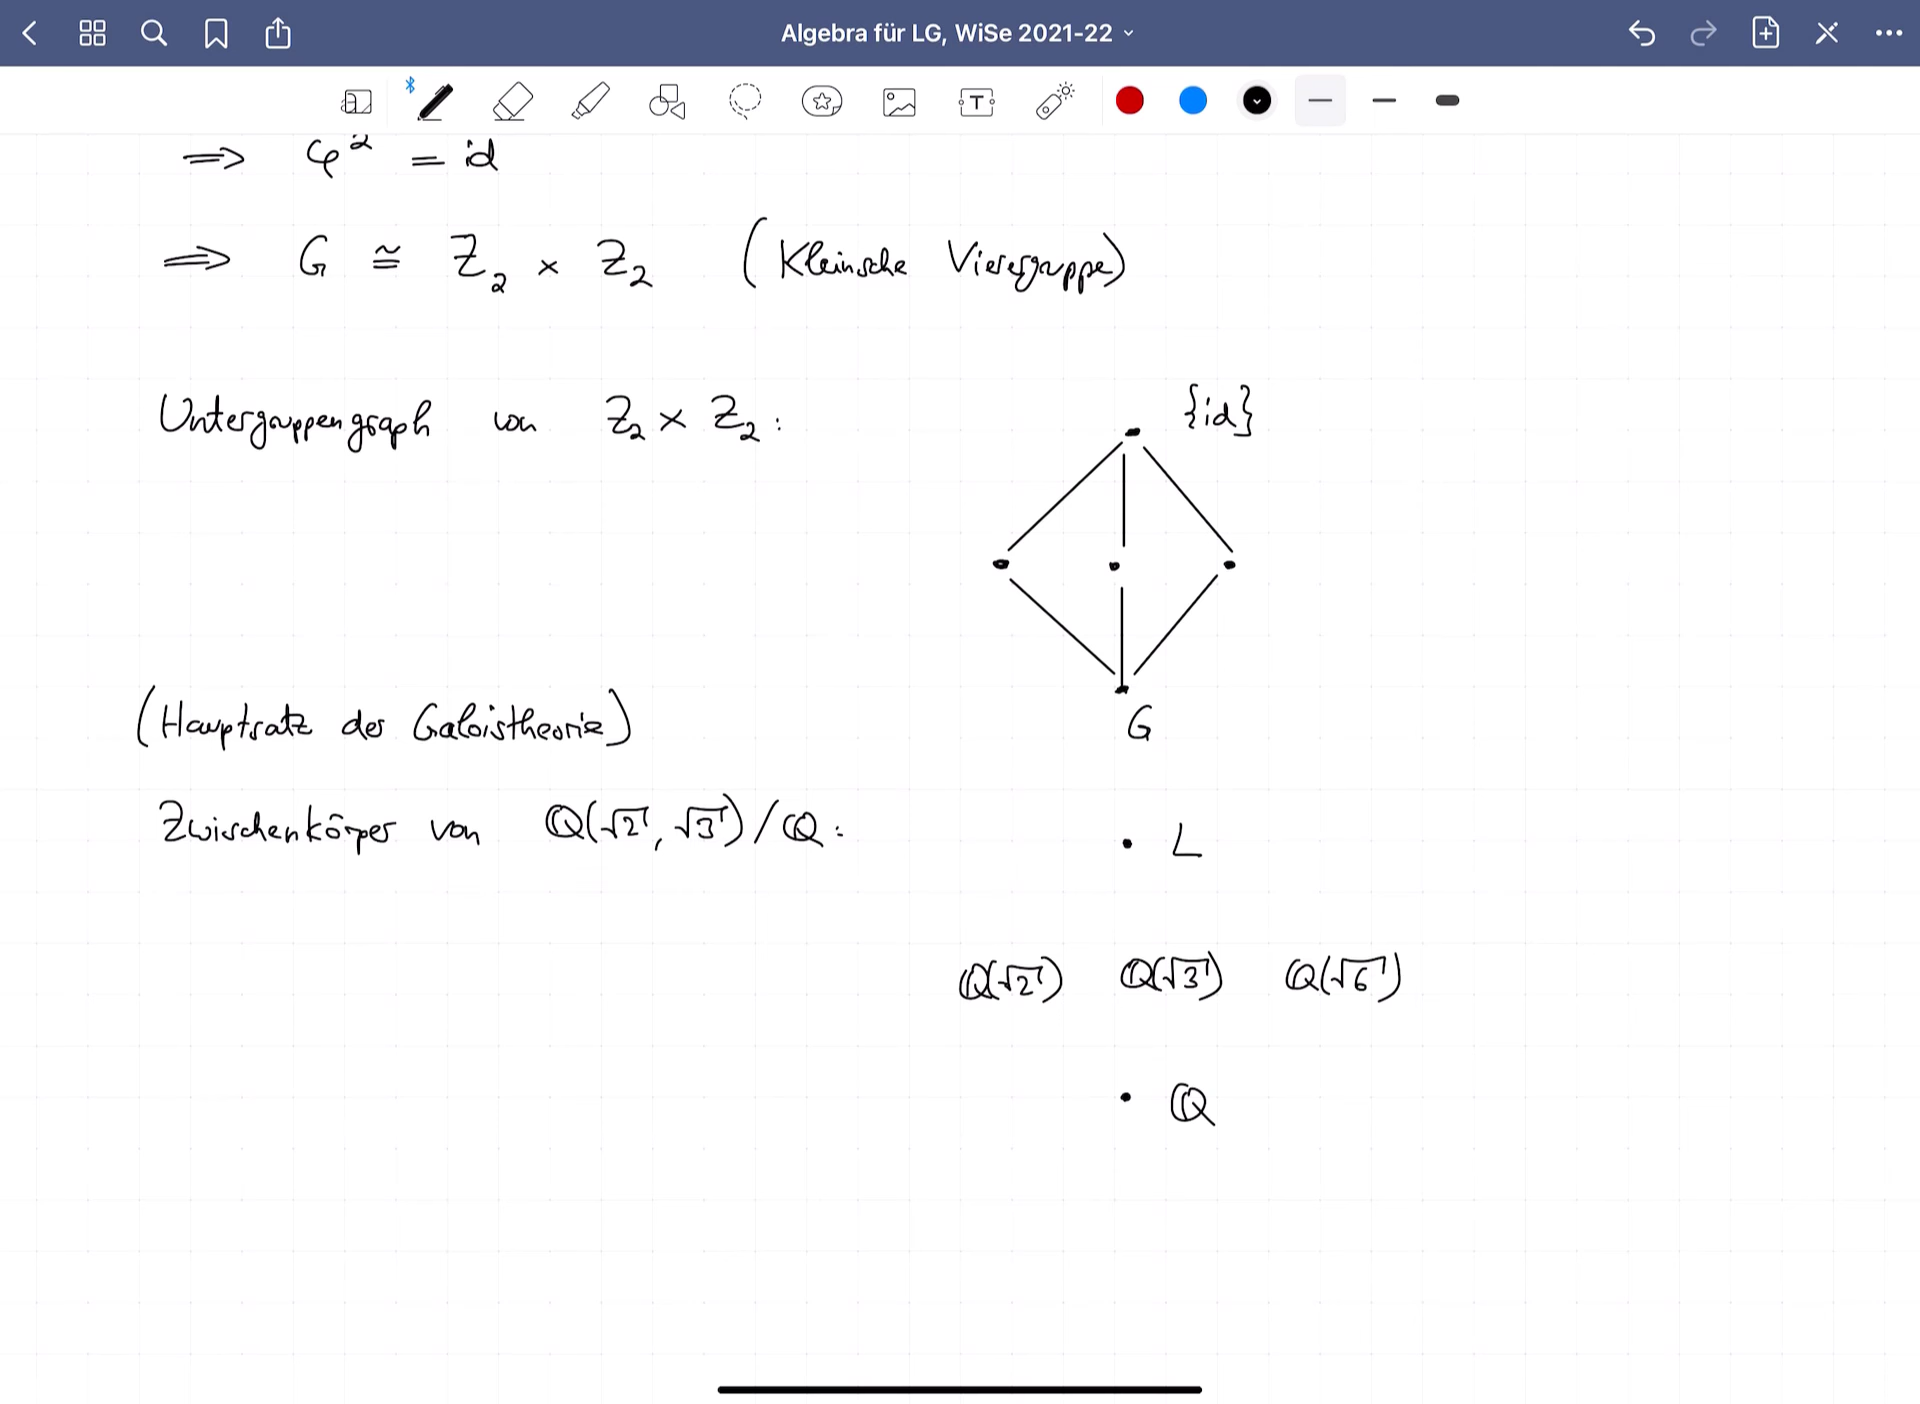 Algebra für LG, WiSe 2021-22
T
⇒ φ² = id
⇒ G ≅ Z₂ × Z₂ (Kleinsche Vierergruppe)
Untergruppengraph von Z₂ × Z₂:
{id}
G
(Hauptsatz der Galoistheorie)
Zwischenkörper von ℚ(√2, √3)/ℚ:
• L
ℚ(√2) ℚ(√3) ℚ(√6)
• ℚ